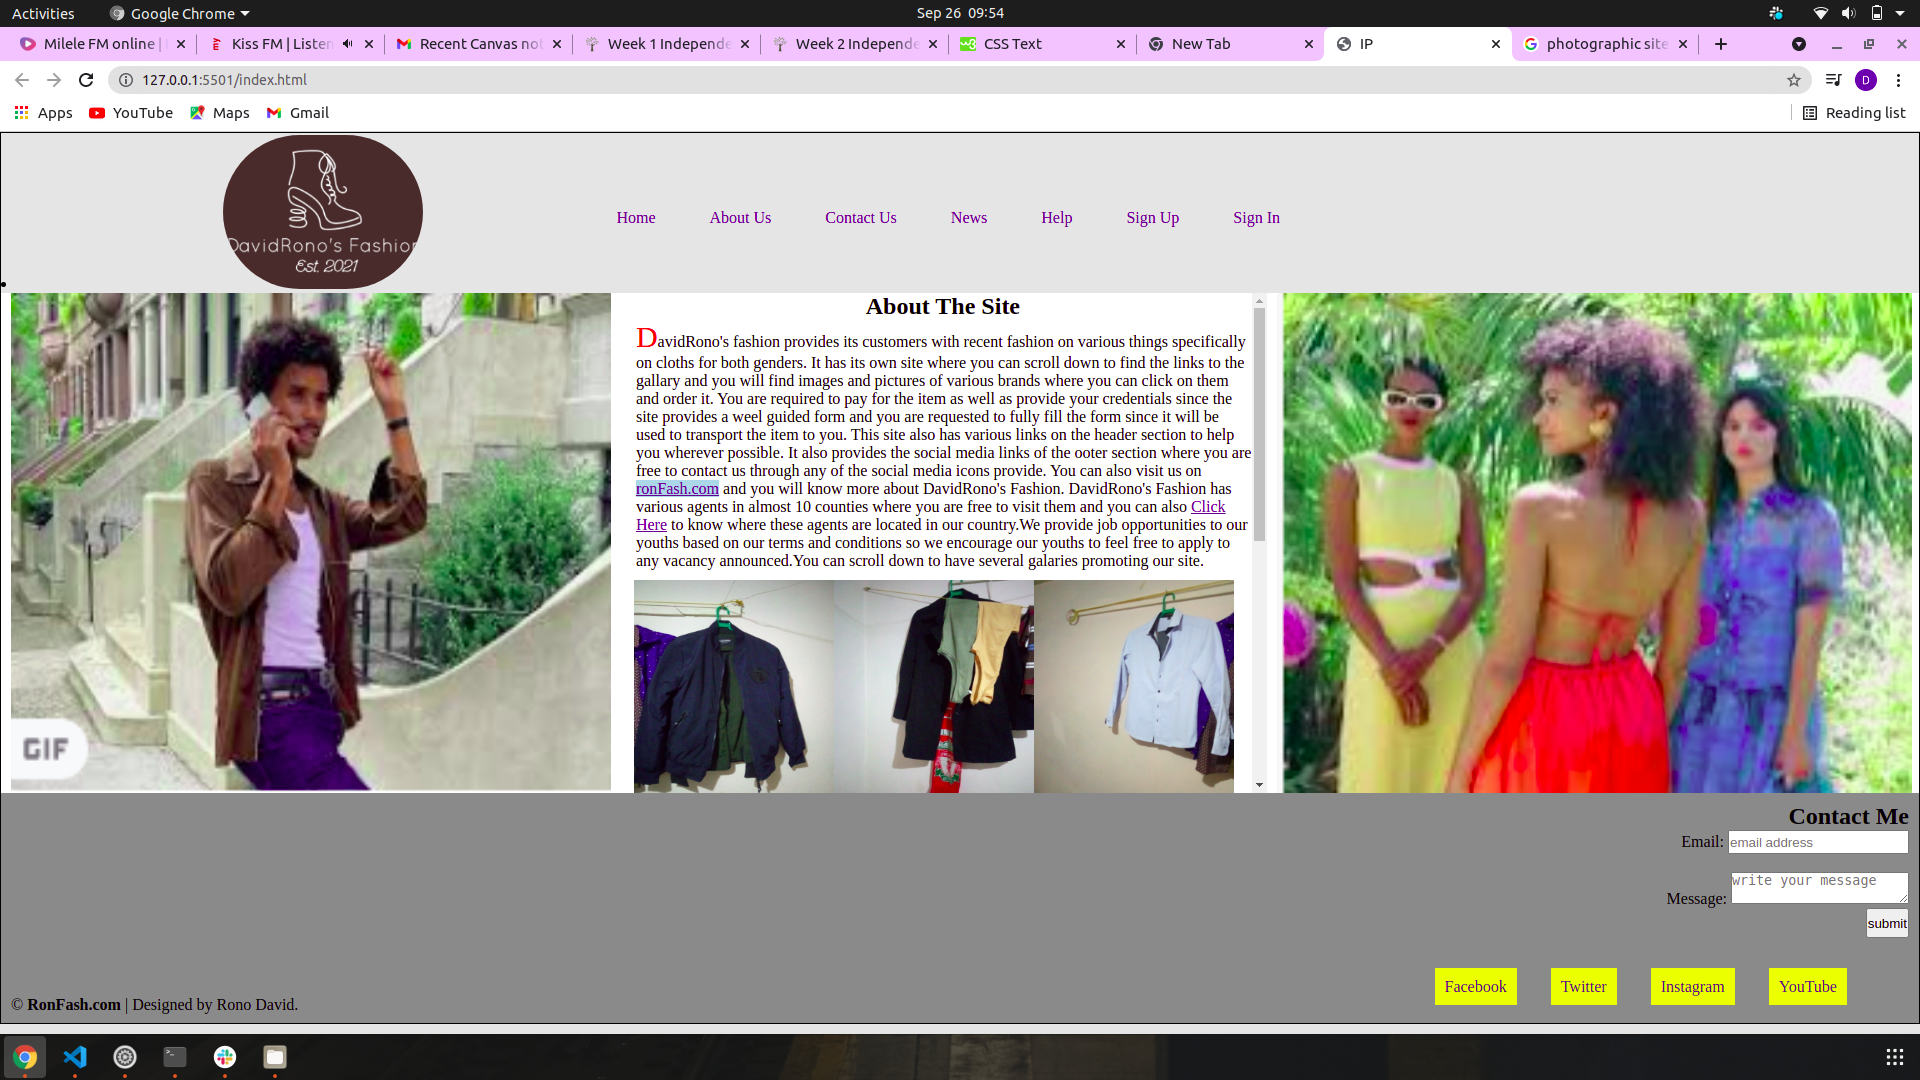 Activities Google Chrome Sep 26 09:54
Milele FM online | Kiss FM | Listen Recent Canvas not Week 1 Independe Week 2 Independe CSS Text New Tab IP photographic site
127.0.0.1:5501/index.html D
Apps YouTube Maps Gmail Reading list
DavidRono's Fashion
Est. 2021
Home About Us Contact Us News Help Sign Up Sign In
About The Site
DavidRono's fashion provides its customers with recent fashion on various things specifically
on cloths for both genders. It has its own site where you can scroll down to find the links to the
gallary and you will find images and pictures of various brands where you can click on them
and order it. You are required to pay for the item as well as provide your credentials since the
site provides a weel guided form and you are requested to fully fill the form since it will be
used to transport the item to you. This site also has various links on the header section to help
you wherever possible. It also provides the social media links of the ooter section where you are
free to contact us through any of the social media icons provide. You can also visit us on
ronFash.com and you will know more about DavidRono's Fashion. DavidRono's Fashion has
various agents in almost 10 counties where you are free to visit them and you can also Click
Here to know where these agents are located in our country.We provide job opportunities to our
youths based on our terms and conditions so we encourage our youths to feel free to apply to
any vacancy announced.You can scroll down to have several galaries promoting our site.
GIF
Contact Me
Email: email address
Message: write your message
submit
Facebook Twitter Instagram YouTube
© RonFash.com | Designed by Rono David.